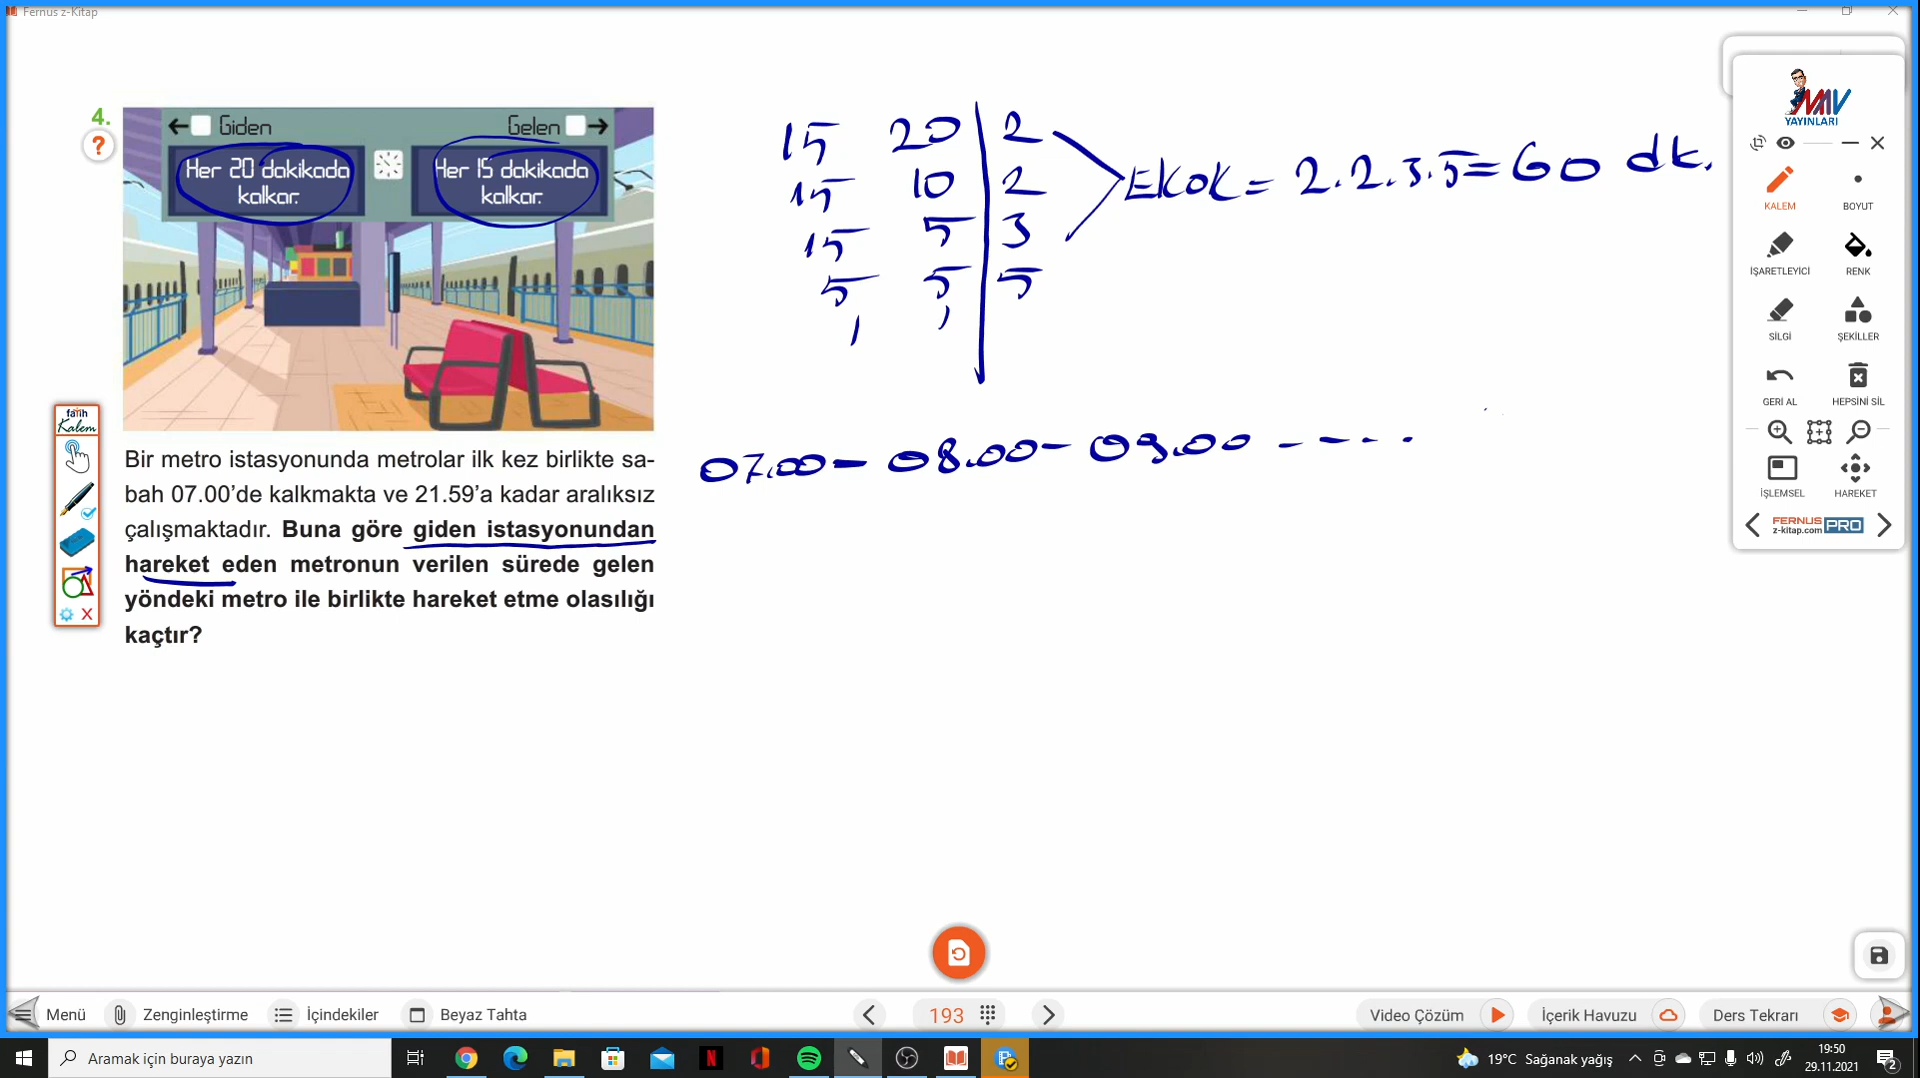 Fernus z-Kitap
4.
?
Giden
Gelen
Her 20 dakikada
kalkar.
Her 15 dakikada
kalkar.
Bir metro istasyonunda metrolar ilk kez birlikte sa-
bah 07.00'de kalkmakta ve 21.59'a kadar aralıksız
çalışmaktadır. Buna göre giden istasyonundan
hareket eden metronun verilen sürede gelen
yöndeki metro ile birlikte hareket etme olasılığı
kaçtır?
15 20 2
15 10 2
15 5 3
5 5 5
1 1
EKOK = 2.2.3.5 = 60 dk.
07.00 - 08.00 - 09.00 - - - - .
fatih
Kalem
MAV
YAYINLARI
KALEM
BOYUT
İŞARETLEYİCİ
RENK
SİLGİ
ŞEKİLLER
GERİ AL
HEPSİNİ SİL
İŞLEMSEL
HAREKET
FERNUS PRO
z-kitap.com
Menü
Zenginleştirme
İçindekiler
Beyaz Tahta
193
Video Çözüm
İçerik Havuzu
Ders Tekrarı
Aramak için buraya yazın
19°C Sağanak yağış
19:50
29.11.2021
2